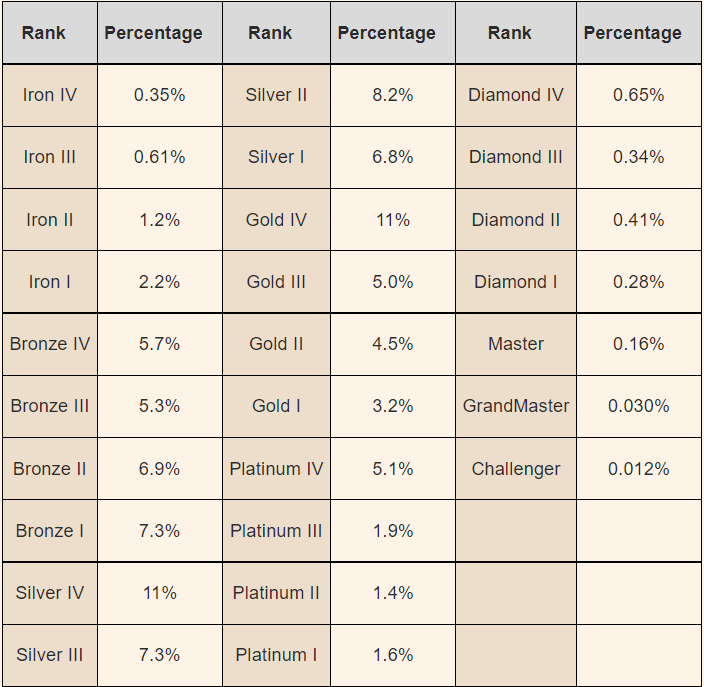 Rank Percentage Rank Percentage Rank Percentage
Iron IV 0.35% Silver II 8.2% Diamond IV 0.65%
Iron III 0.61% Silver I 6.8% Diamond III 0.34%
Iron II 1.2% Gold IV 11% Diamond II 0.41%
Iron I 2.2% Gold III 5.0% Diamond I 0.28%
Bronze IV 5.7% Gold II 4.5% Master 0.16%
Bronze III 5.3% Gold I 3.2% GrandMaster 0.030%
Bronze II 6.9% Platinum IV 5.1% Challenger 0.012%
Bronze I 7.3% Platinum III 1.9%
Silver IV 11% Platinum II 1.4%
Silver III 7.3% Platinum I 1.6%